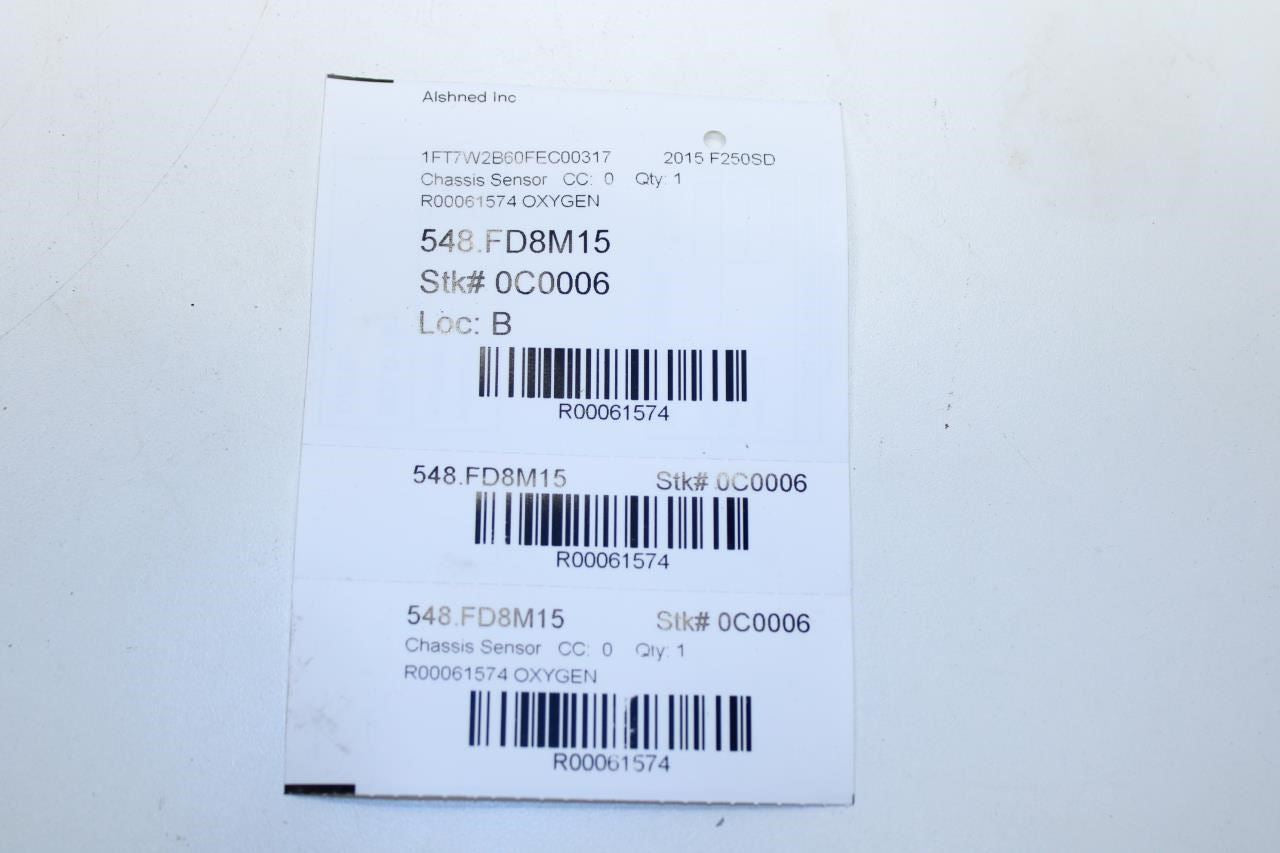 Alshned Inc
1FT7W2B60FEC00317 2015 F250SD
Chassis Sensor CC: 0 Qty: 1
R00061574 OXYGEN
548.FD8M15
Stk# 0C0006
Loc: B
R00061574
548.FD8M15 Stk# 0C0006
R00061574
548.FD8M15 Stk# 0C0006
Chassis Sensor CC: 0 Qty: 1
R00061574 OXYGEN
R00061574